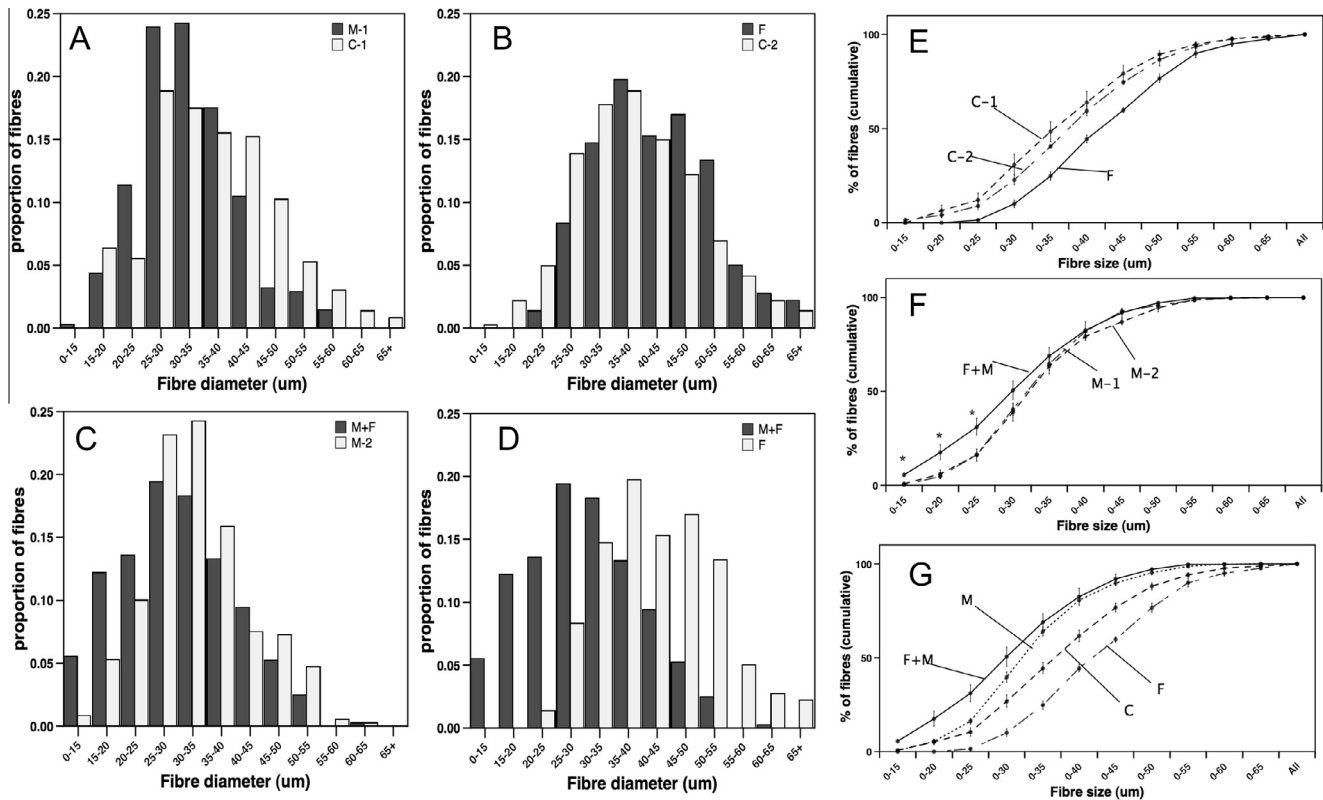 A
M-1
C-1
proportion of fibres
0.25
0.20
0.15
0.10
0.05
0.00
0-15
15-20
20-25
25-30
30-35
35-40
40-45
45-50
50-55
55-60
60-65
65+
Fibre diameter (um)
B
F
C-2
proportion of fibres
0.25
0.20
0.15
0.10
0.05
0.00
0-15
15-20
20-25
25-30
30-35
35-40
40-45
45-50
50-55
55-60
60-65
65+
Fibre diameter (um)
C
M+F
M-2
proportion of fibres
0.25
0.20
0.15
0.10
0.05
0.00
0-15
15-20
20-25
25-30
30-35
35-40
40-45
45-50
50-55
55-60
60-65
65+
Fibre diameter (um)
D
M+F
F
proportion of fibres
0.25
0.20
0.15
0.10
0.05
0.00
0-15
15-20
20-25
25-30
30-35
35-40
40-45
45-50
50-55
55-60
60-65
65+
Fibre diameter (um)
E
% of fibres (cumulative)
100
50
0
C-1
C-2
F
0-15
0-20
0-25
0-30
0-35
0-40
0-45
0-50
0-55
0-60
0-65
All
Fibre size (um)
F
% of fibres (cumulative)
100
50
0
F+M
M-1
M-2
*
*
*
0-15
0-20
0-25
0-30
0-35
0-40
0-45
0-50
0-55
0-60
0-65
All
Fibre size (um)
G
% of fibres (cumulative)
100
50
0
M
F+M
F
C
0-15
0-20
0-25
0-30
0-35
0-40
0-45
0-50
0-55
0-60
0-65
All
Fibre size (um)